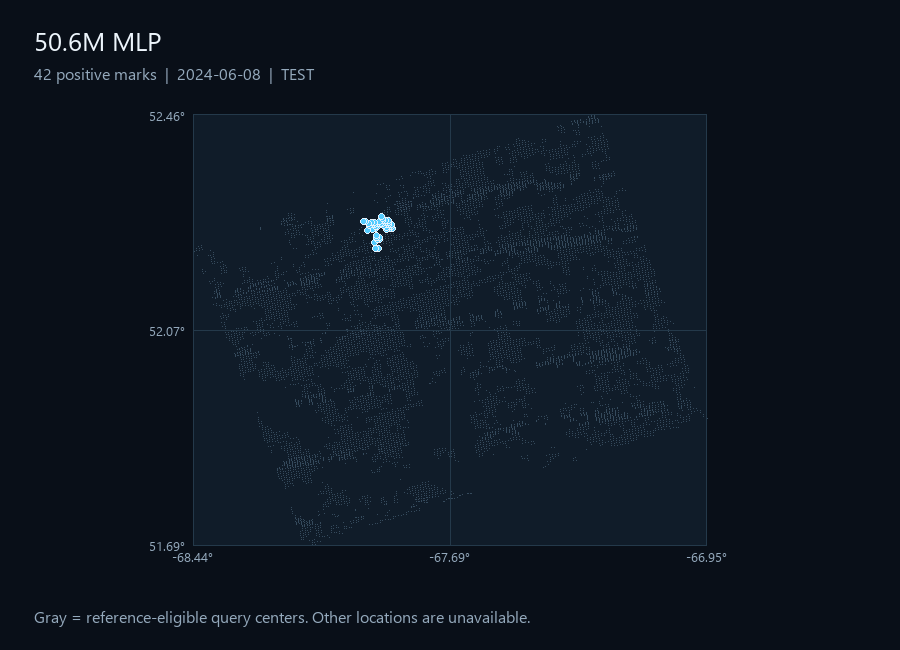 50.6M MLP
42 positive marks | 2024-06-08 | TEST
52.46°
52.07°
51.69°
-68.44°
-67.69°
-66.95°
Gray = reference-eligible query centers. Other locations are unavailable.